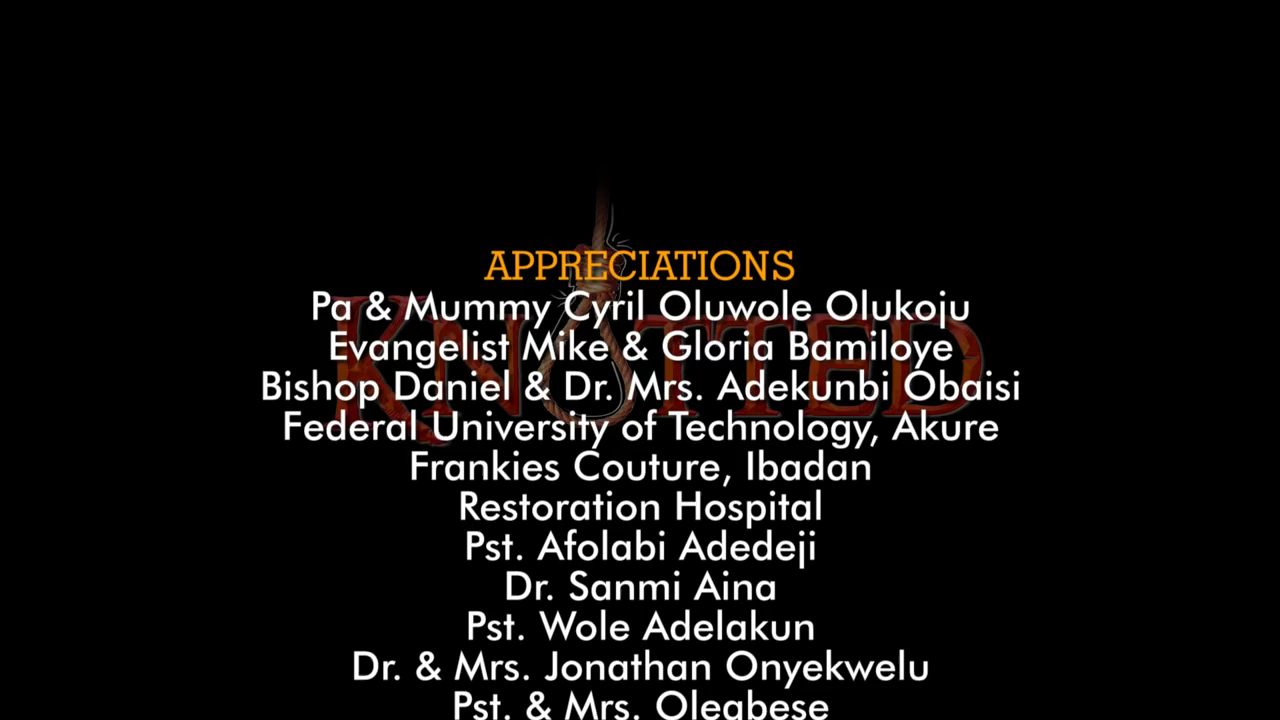 APPRECIATIONS
Pa & Mummy Cyril Oluwole Olukoju
Evangelist Mike & Gloria Bamiloye
Bishop Daniel & Dr. Mrs. Adekunbi Obaisi
Federal University of Technology, Akure
Frankies Couture, Ibadan
Restoration Hospital
Pst. Afolabi Adedeji
Dr. Sanmi Aina
Pst. Wole Adelakun
Dr. & Mrs. Jonathan Onyekwelu
Pst. & Mrs. Olegbese
KNOTTED